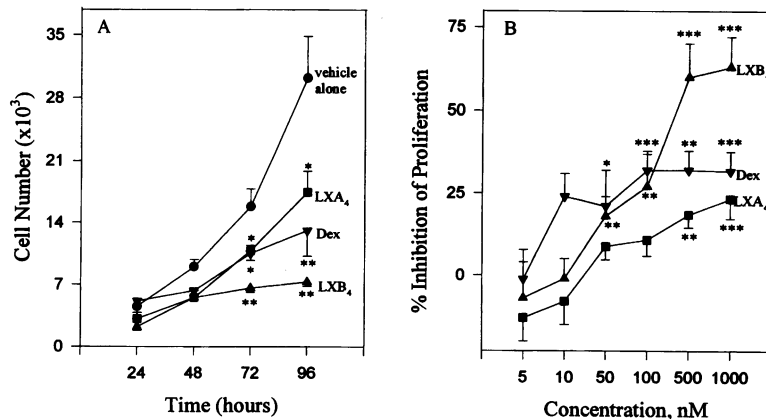 A
Cell Number (x10³)
35
28
21
14
7
0
24 48 72 96
Time (hours)
vehicle
alone
*
LXA₄
*
Dex
*
**
LXB₄
**
**
B
% Inhibition of Proliferation
75
50
25
0
5 10 50 100 500 1000
Concentration, nM
*** ***
LXB
* *** ** ***
Dex
** **
LXA₄
** ***